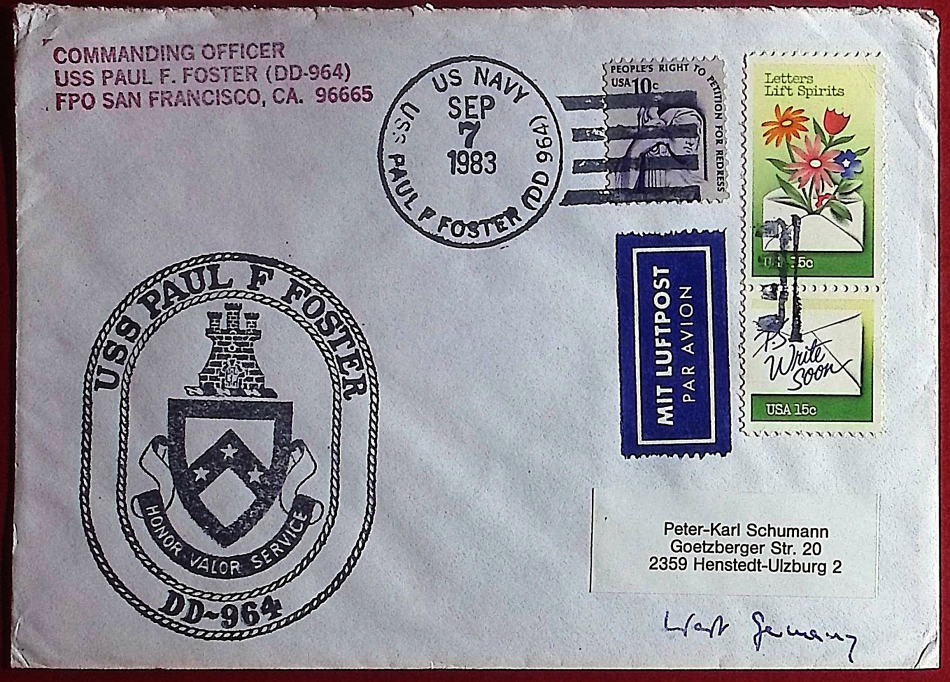 COMMANDING OFFICER
USS PAUL F. FOSTER (DD-964)
FPO SAN FRANCISCO, CA. 96665
US NAVY
SEP
7
1983
USS PAUL F FOSTER (DD 964)
PEOPLE'S RIGHT TO PETITION FOR REDRESS
USA 10c
Letters
Lift Spirits
USA 15c
P.S.
Write
soon
USA 15c
MIT LUFTPOST
PAR AVION
USS PAUL F FOSTER
HONOR VALOR SERVICE
DD-964
Peter-Karl Schumann
Goetzberger Str. 20
2359 Henstedt-Ulzburg 2
West Germany